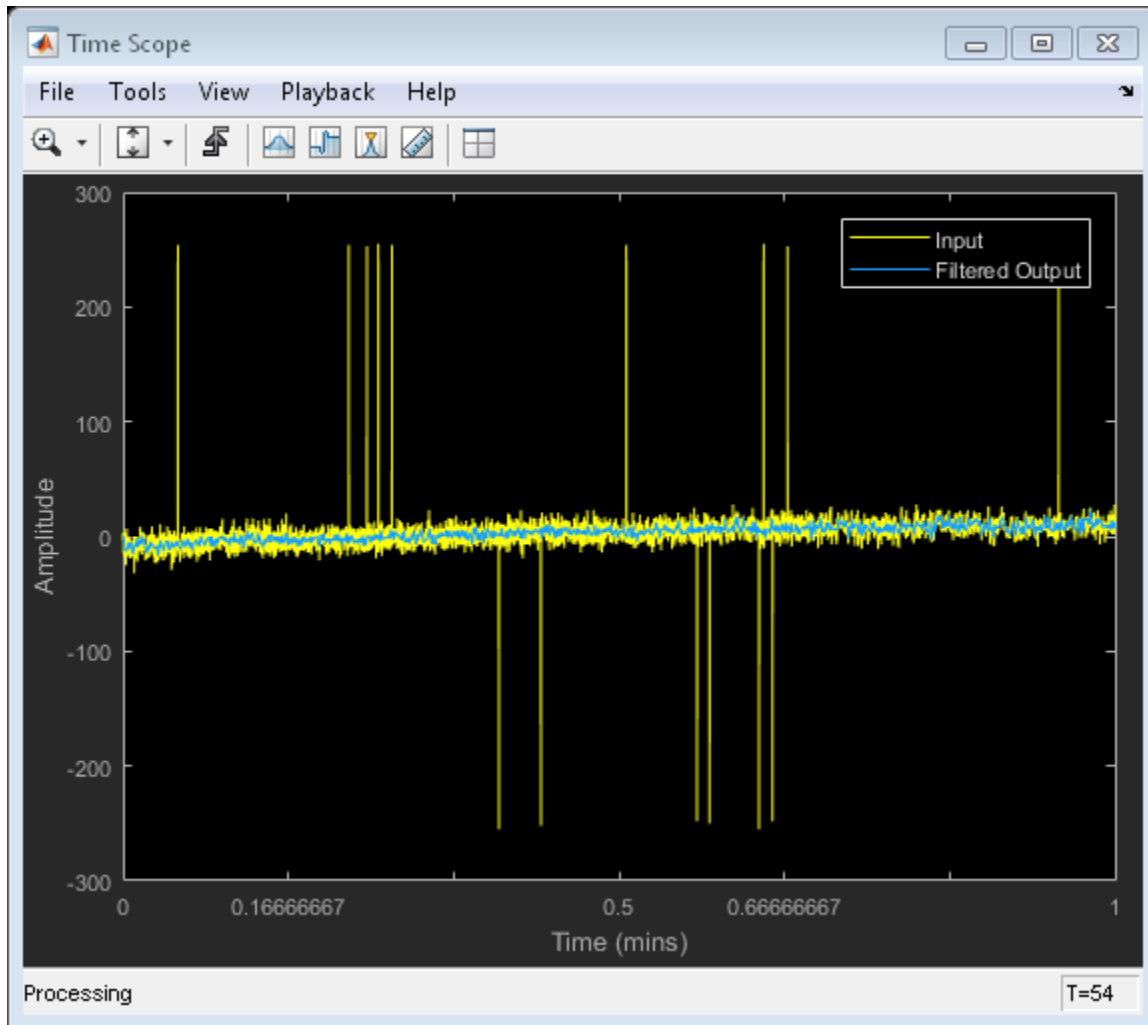 Time Scope
File Tools View Playback Help
300
200
100
0
-100
-200
-300
Amplitude
Input
Filtered Output
0 0.16666667 0.5 0.66666667 1
Time (mins)
Processing T=54